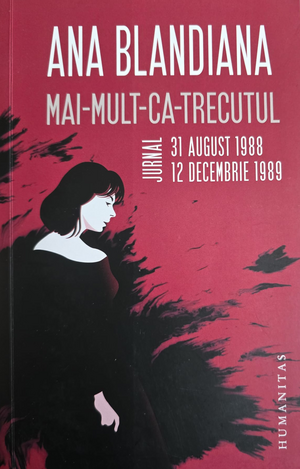 ANA BLANDIANA
MAI-MULT-CA-TRECUTUL
JURNAL
31 AUGUST 1988
12 DECEMBRIE 1989
HUMANITAS